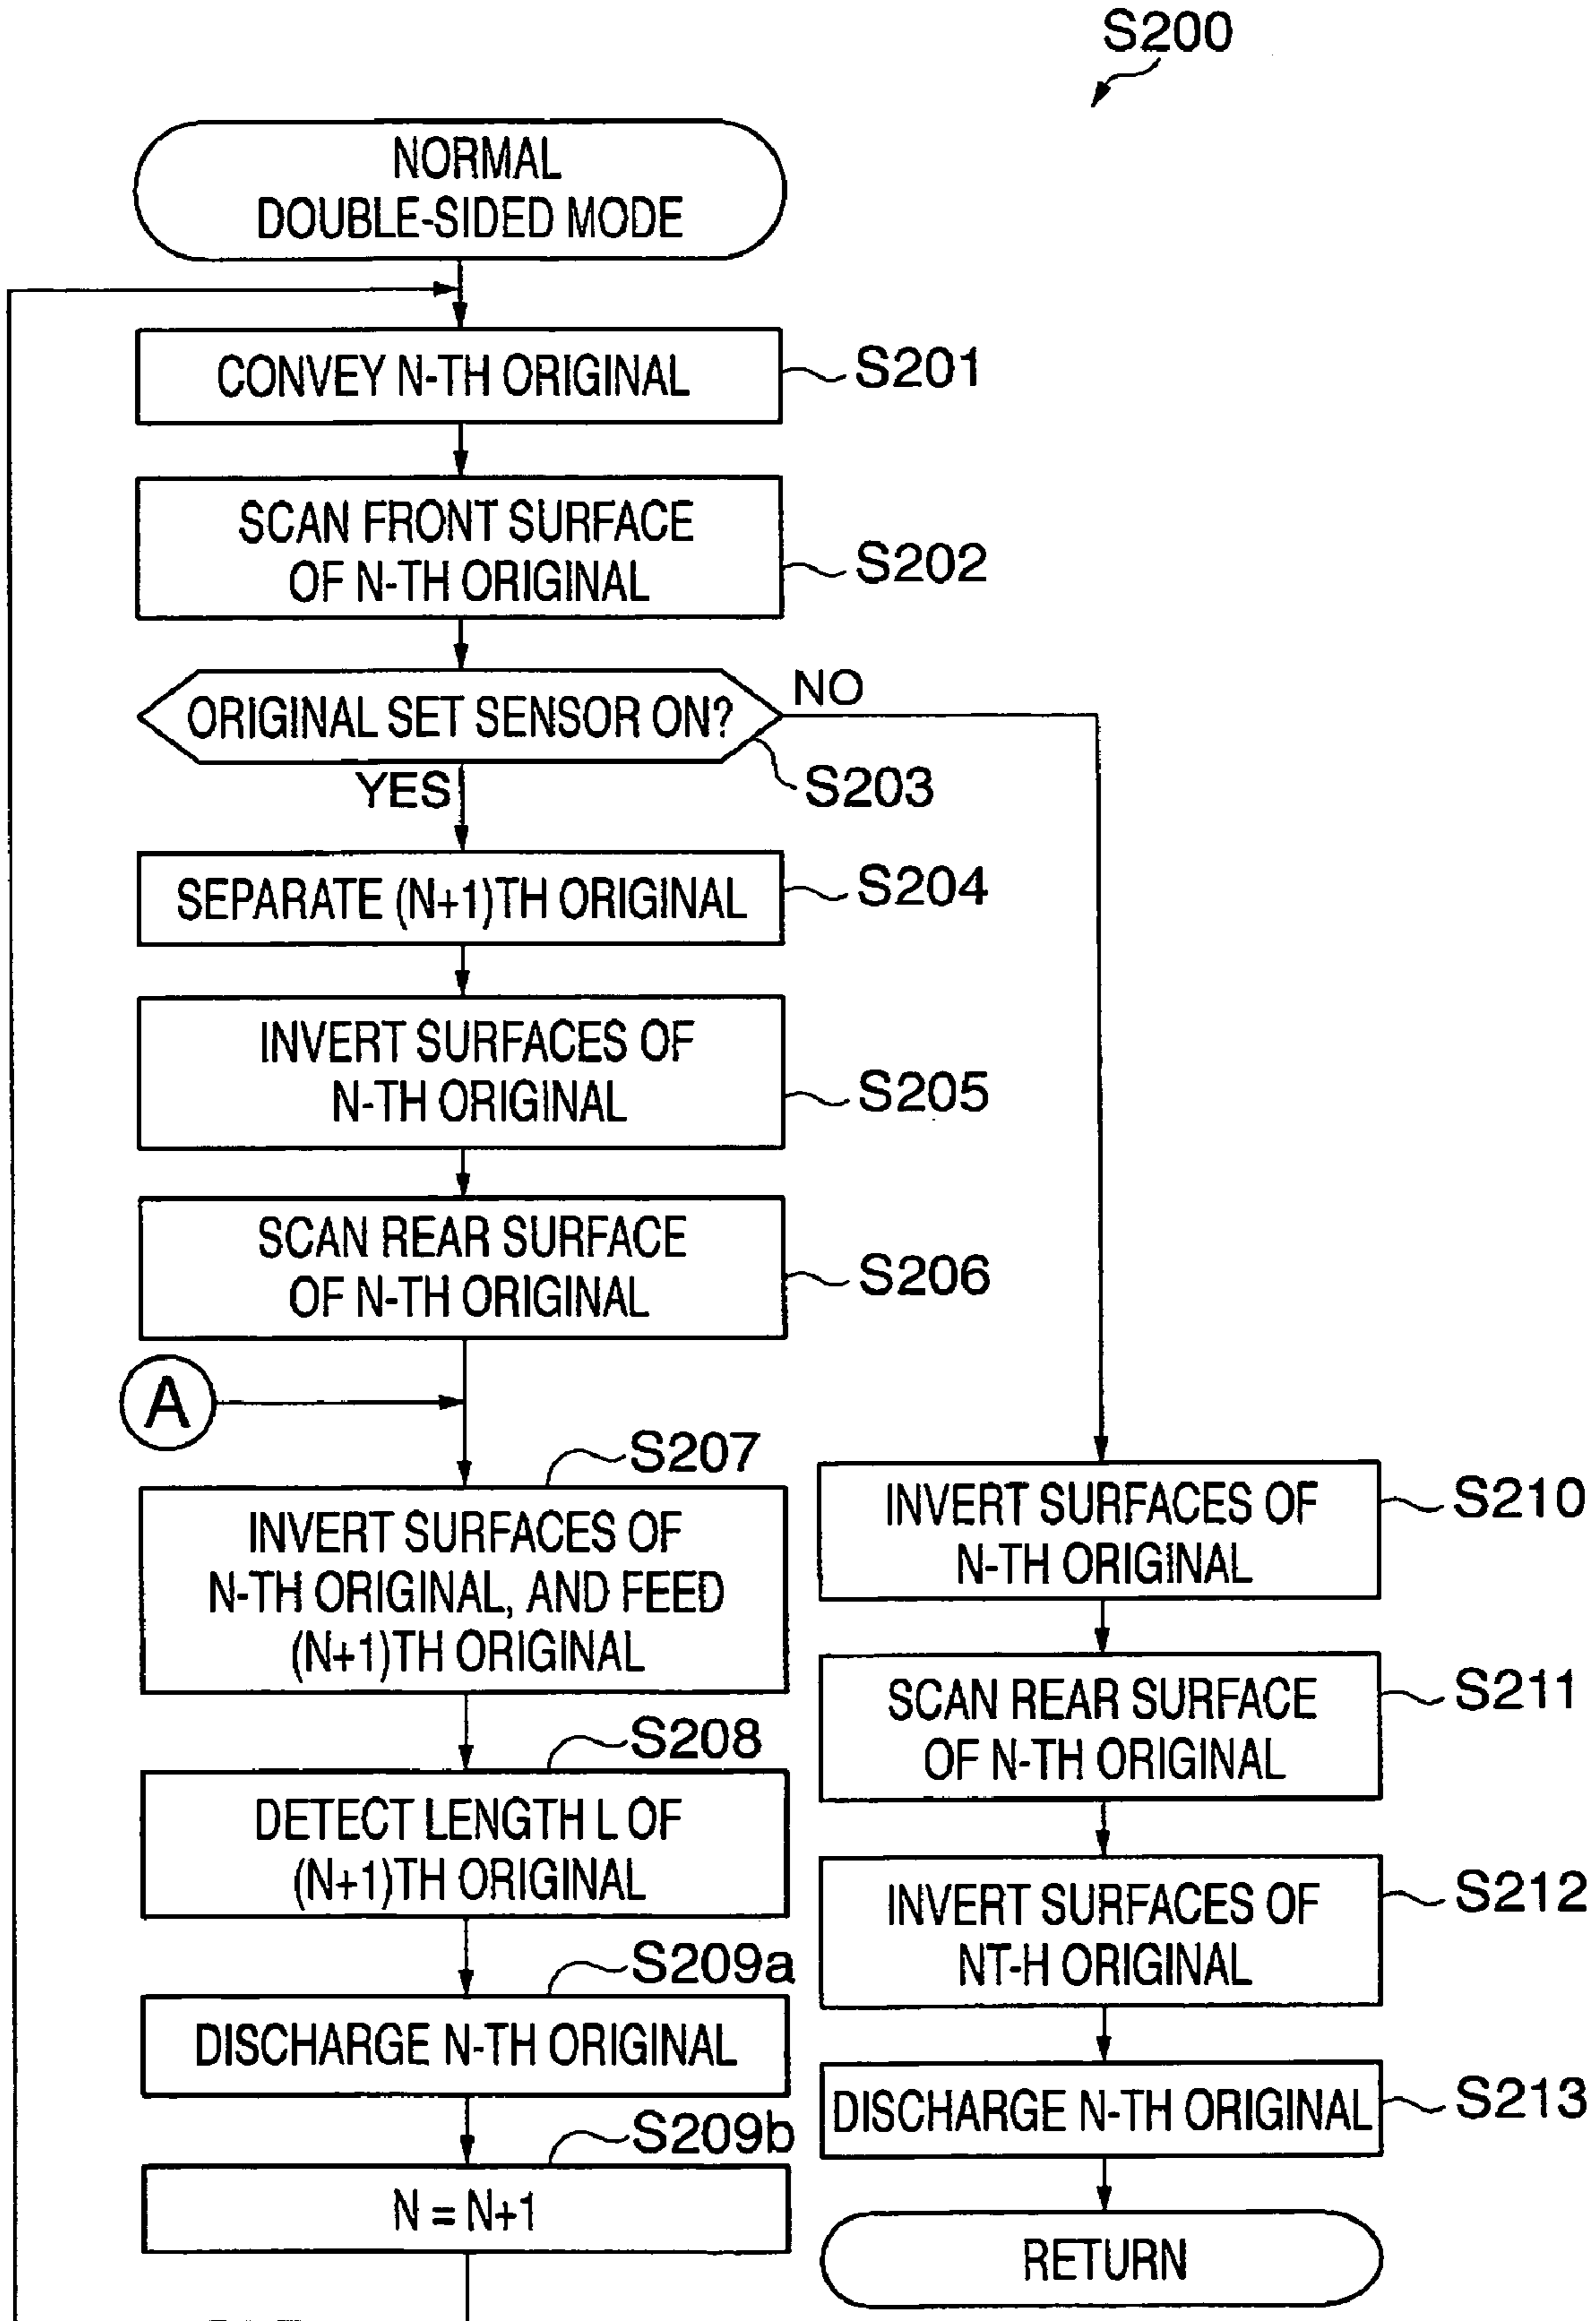 S200
NORMAL
DOUBLE-SIDED MODE
CONVEY N-TH ORIGINAL
S201
SCAN FRONT SURFACE
OF N-TH ORIGINAL
S202
ORIGINAL SET SENSOR ON?
NO
S203
YES
SEPARATE (N+1)TH ORIGINAL
S204
INVERT SURFACES OF
N-TH ORIGINAL
S205
SCAN REAR SURFACE
OF N-TH ORIGINAL
S206
A
S207
INVERT SURFACES OF
N-TH ORIGINAL, AND FEED
(N+1)TH ORIGINAL
S208
DETECT LENGTH L OF
(N+1)TH ORIGINAL
S209a
DISCHARGE N-TH ORIGINAL
S209b
N = N+1
INVERT SURFACES OF
N-TH ORIGINAL
S210
SCAN REAR SURFACE
OF N-TH ORIGINAL
S211
INVERT SURFACES OF
NT-H ORIGINAL
S212
DISCHARGE N-TH ORIGINAL
S213
RETURN